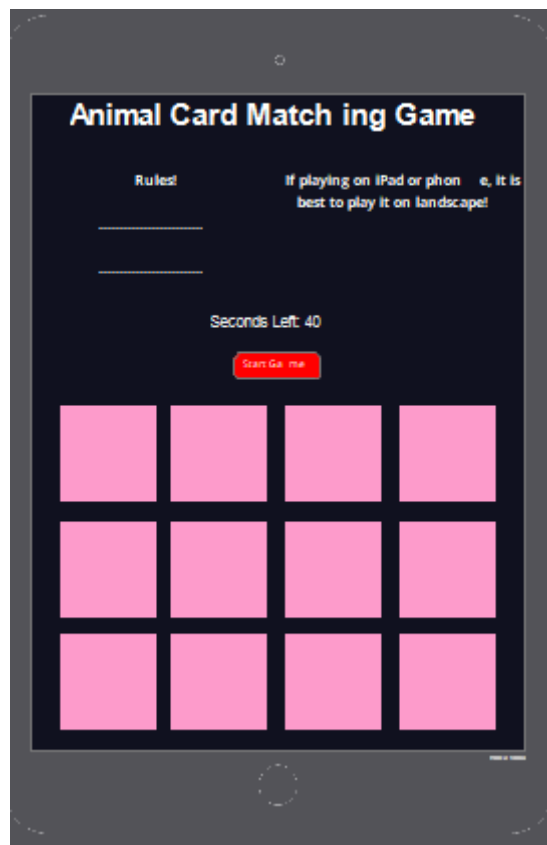 Animal Card Match ing Game
Rules!
If playing on iPad or phon e, it is
best to play it on landscape!
Seconds Left: 40
Start Ga me